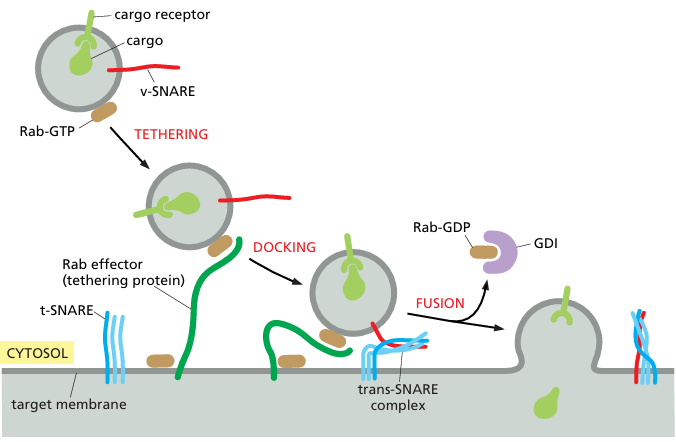 cargo receptor
cargo
v-SNARE
Rab-GTP
TETHERING
Rab effector
(tethering protein)
DOCKING
Rab-GDP
GDI
t-SNARE
FUSION
CYTOSOL
trans-SNARE
complex
target membrane